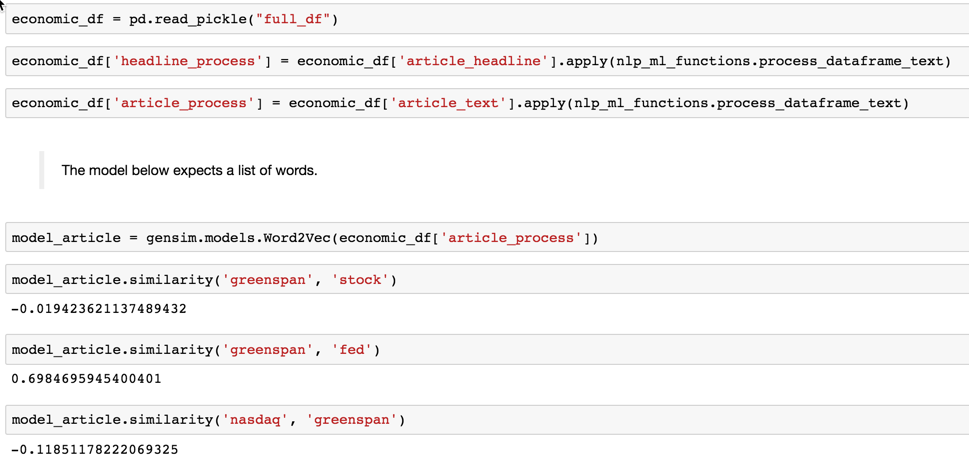 economic_df = pd.read_pickle("full_df")
economic_df['headline_process'] = economic_df['article_headline'].apply(nlp_ml_functions.process_dataframe_text)
economic_df['article_process'] = economic_df['article_text'].apply(nlp_ml_functions.process_dataframe_text)
The model below expects a list of words.
model_article = gensim.models.Word2Vec(economic_df['article_process'])
model_article.similarity('greenspan', 'stock')
-0.019423621137489432
model_article.similarity('greenspan', 'fed')
0.6984695945400401
model_article.similarity('nasdaq', 'greenspan')
-0.11851178222069325